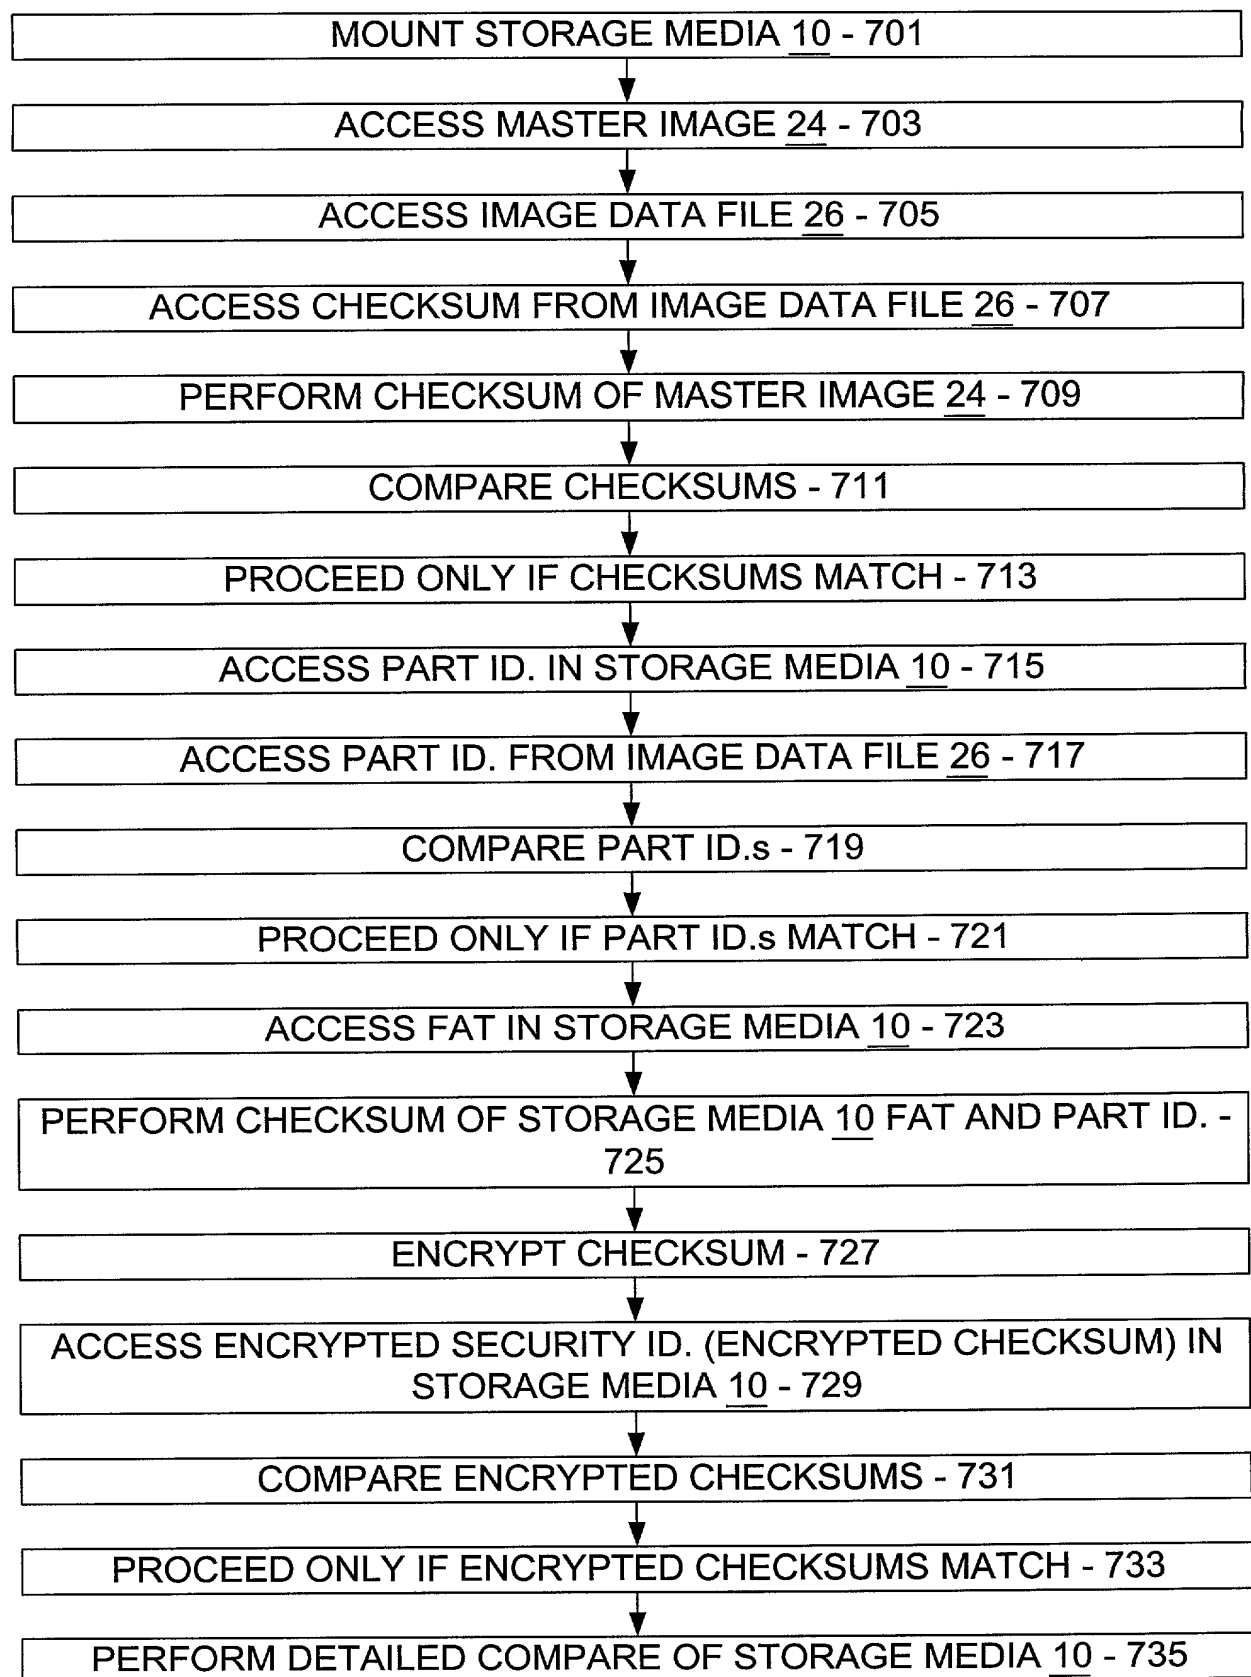 MOUNT STORAGE MEDIA 10 - 701
ACCESS MASTER IMAGE 24 - 703
ACCESS IMAGE DATA FILE 26 - 705
ACCESS CHECKSUM FROM IMAGE DATA FILE 26 - 707
PERFORM CHECKSUM OF MASTER IMAGE 24 - 709
COMPARE CHECKSUMS - 711
PROCEED ONLY IF CHECKSUMS MATCH - 713
ACCESS PART ID. IN STORAGE MEDIA 10 - 715
ACCESS PART ID. FROM IMAGE DATA FILE 26 - 717
COMPARE PART ID.s - 719
PROCEED ONLY IF PART ID.s MATCH - 721
ACCESS FAT IN STORAGE MEDIA 10 - 723
PERFORM CHECKSUM OF STORAGE MEDIA 10 FAT AND PART ID. -
725
ENCRYPT CHECKSUM - 727
ACCESS ENCRYPTED SECURITY ID. (ENCRYPTED CHECKSUM) IN
STORAGE MEDIA 10 - 729
COMPARE ENCRYPTED CHECKSUMS - 731
PROCEED ONLY IF ENCRYPTED CHECKSUMS MATCH - 733
PERFORM DETAILED COMPARE OF STORAGE MEDIA 10 - 735